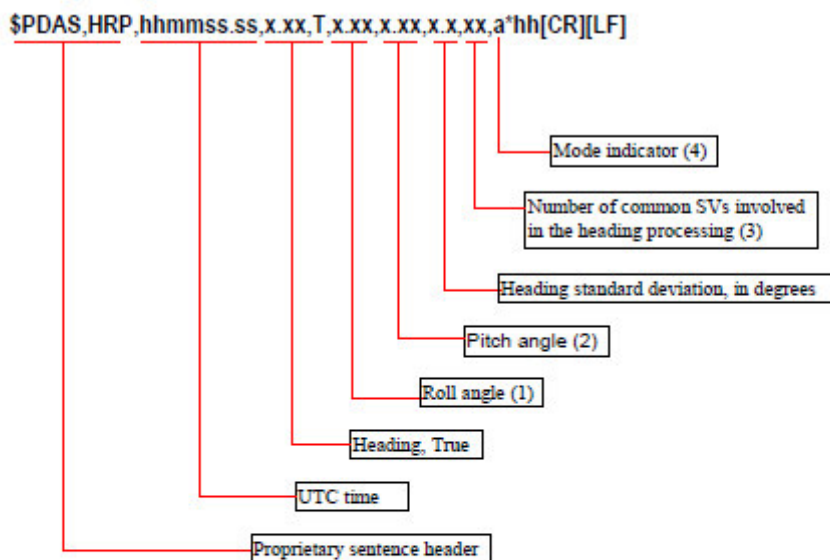 $PDAS,HRP,hhmmss.ss,x.xx,T,x.xx,x.xx,x.x,xx,a*hh[CR][LF]
Mode indicator (4)
Number of common SVs involved
in the heading processing (3)
Heading standard deviation, in degrees
Pitch angle (2)
Roll angle (1)
Heading, True
UTC time
Proprietary sentence header